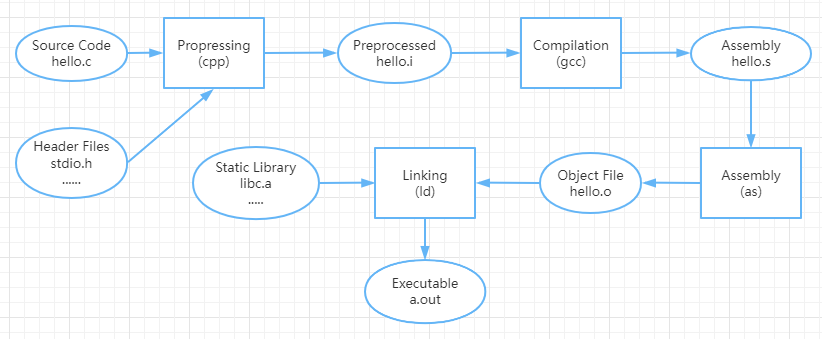 Source Code
hello.c
Propressing
(cpp)
Preprocessed
hello.i
Compilation
(gcc)
Assembly
hello.s
Header Files
stdio.h
......
Static Library
libc.a
.....
Linking
(ld)
Object File
hello.o
Assembly
(as)
Executable
a.out